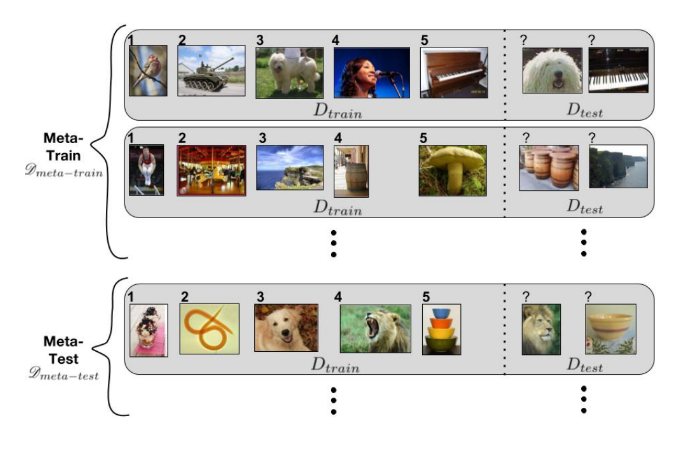 1 2 3 4 5 ? ?
D_train D_test
Meta-
Train
𝒟_meta−train
1 2 3 4 5 ? ?
D_train D_test
1 2 3 4 5 ? ?
Meta-
Test
𝒟_meta−test
D_train D_test